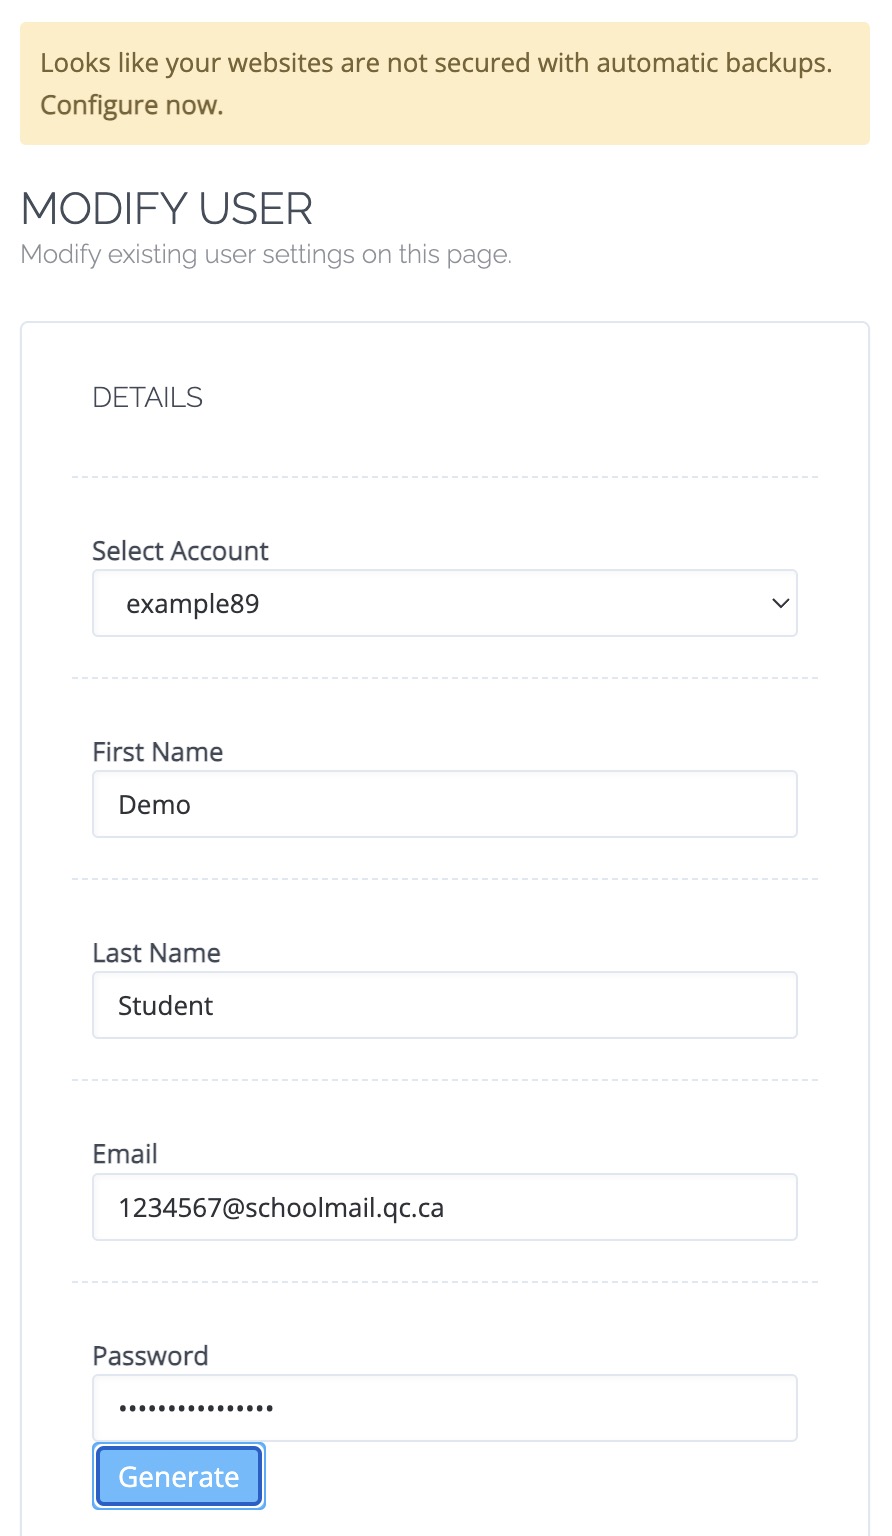 Looks like your websites are not secured with automatic backups.
Configure now.
MODIFY USER
Modify existing user settings on this page.
DETAILS
Select Account
example89
First Name
Demo
Last Name
Student
Email
1234567@schoolmail.qc.ca
Password
••••••••••••••••
Generate